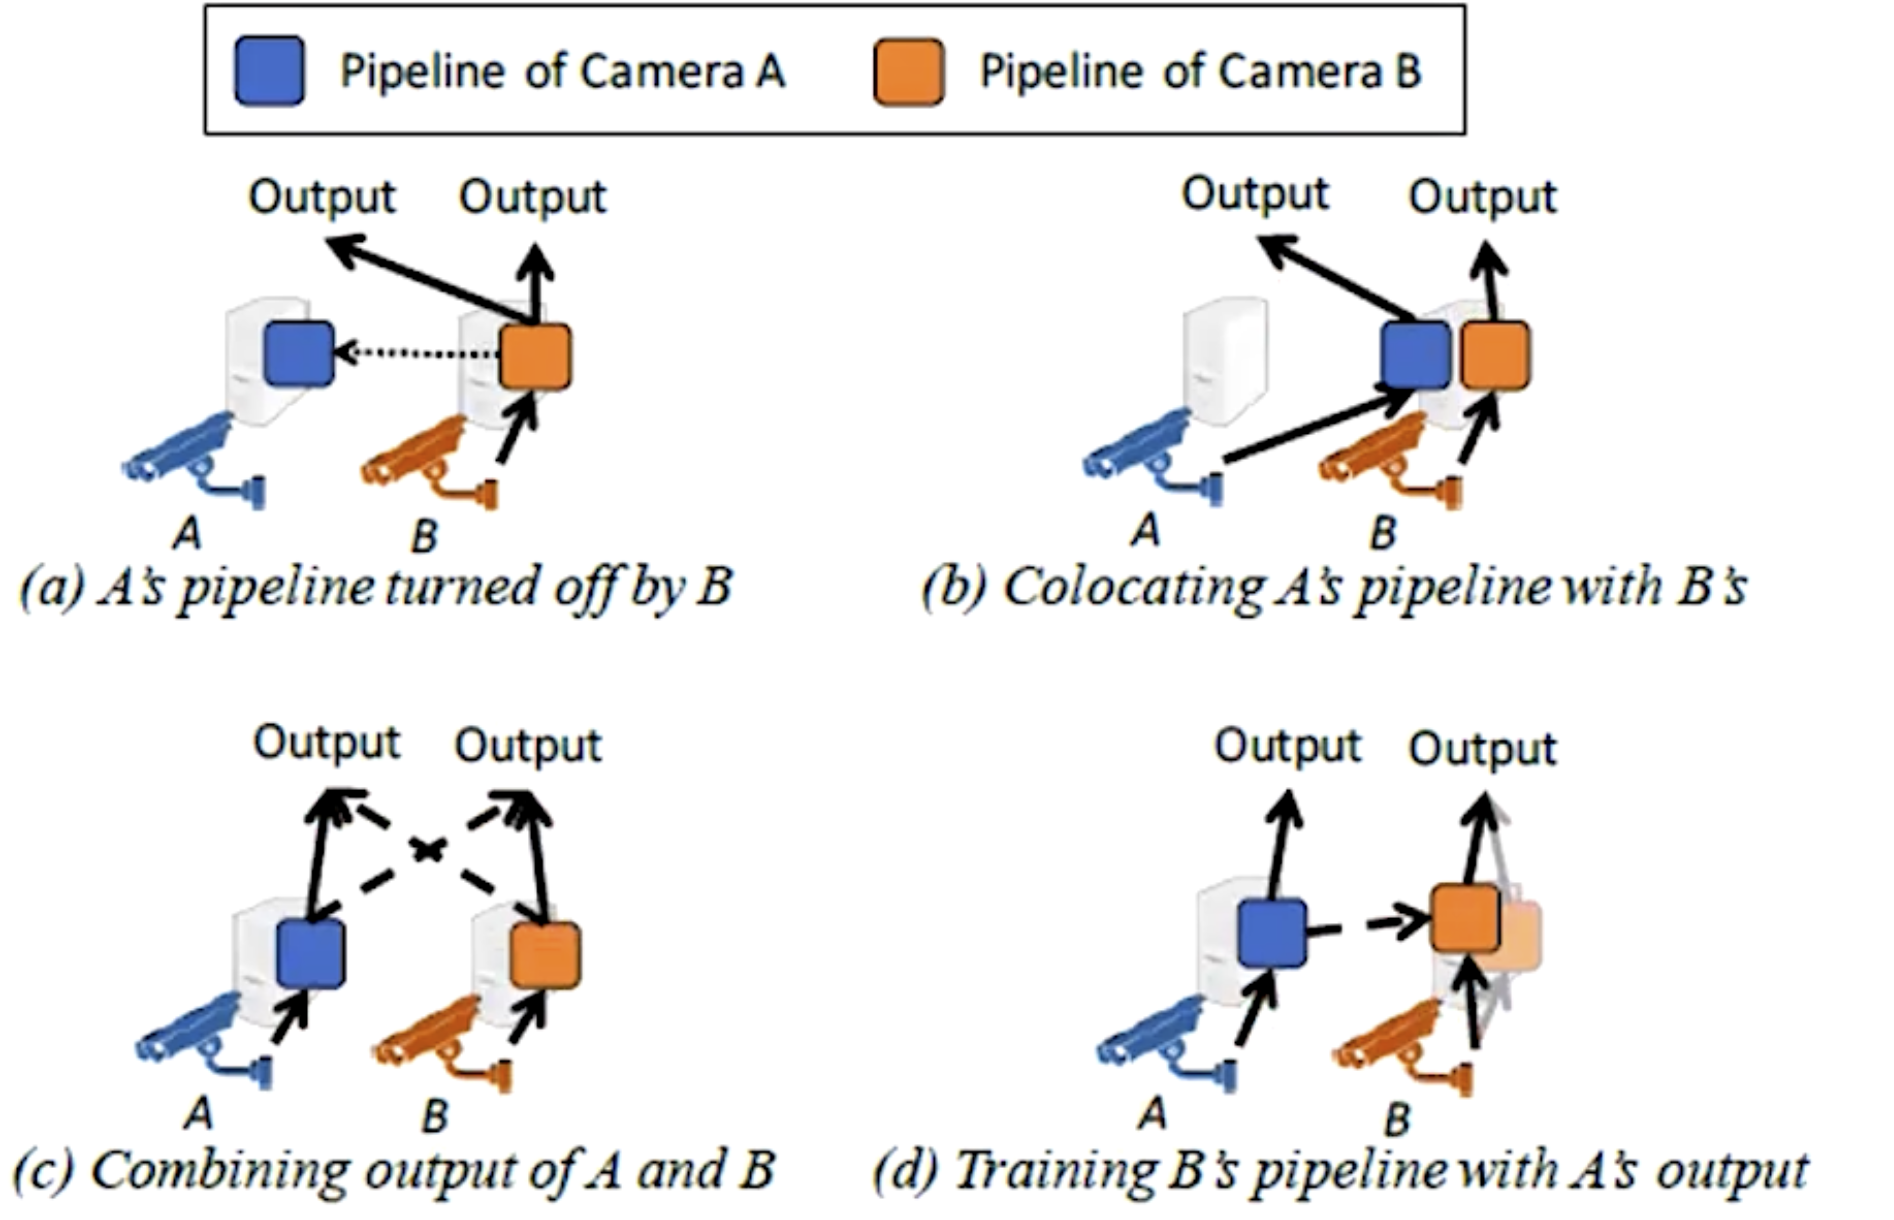 Pipeline of Camera A Pipeline of Camera B
Output Output
A B
(a) A's pipeline turned off by B
Output Output
A B
(b) Colocating A's pipeline with B's
Output Output
A B
(c) Combining output of A and B
Output Output
A B
(d) Training B's pipeline with A's output